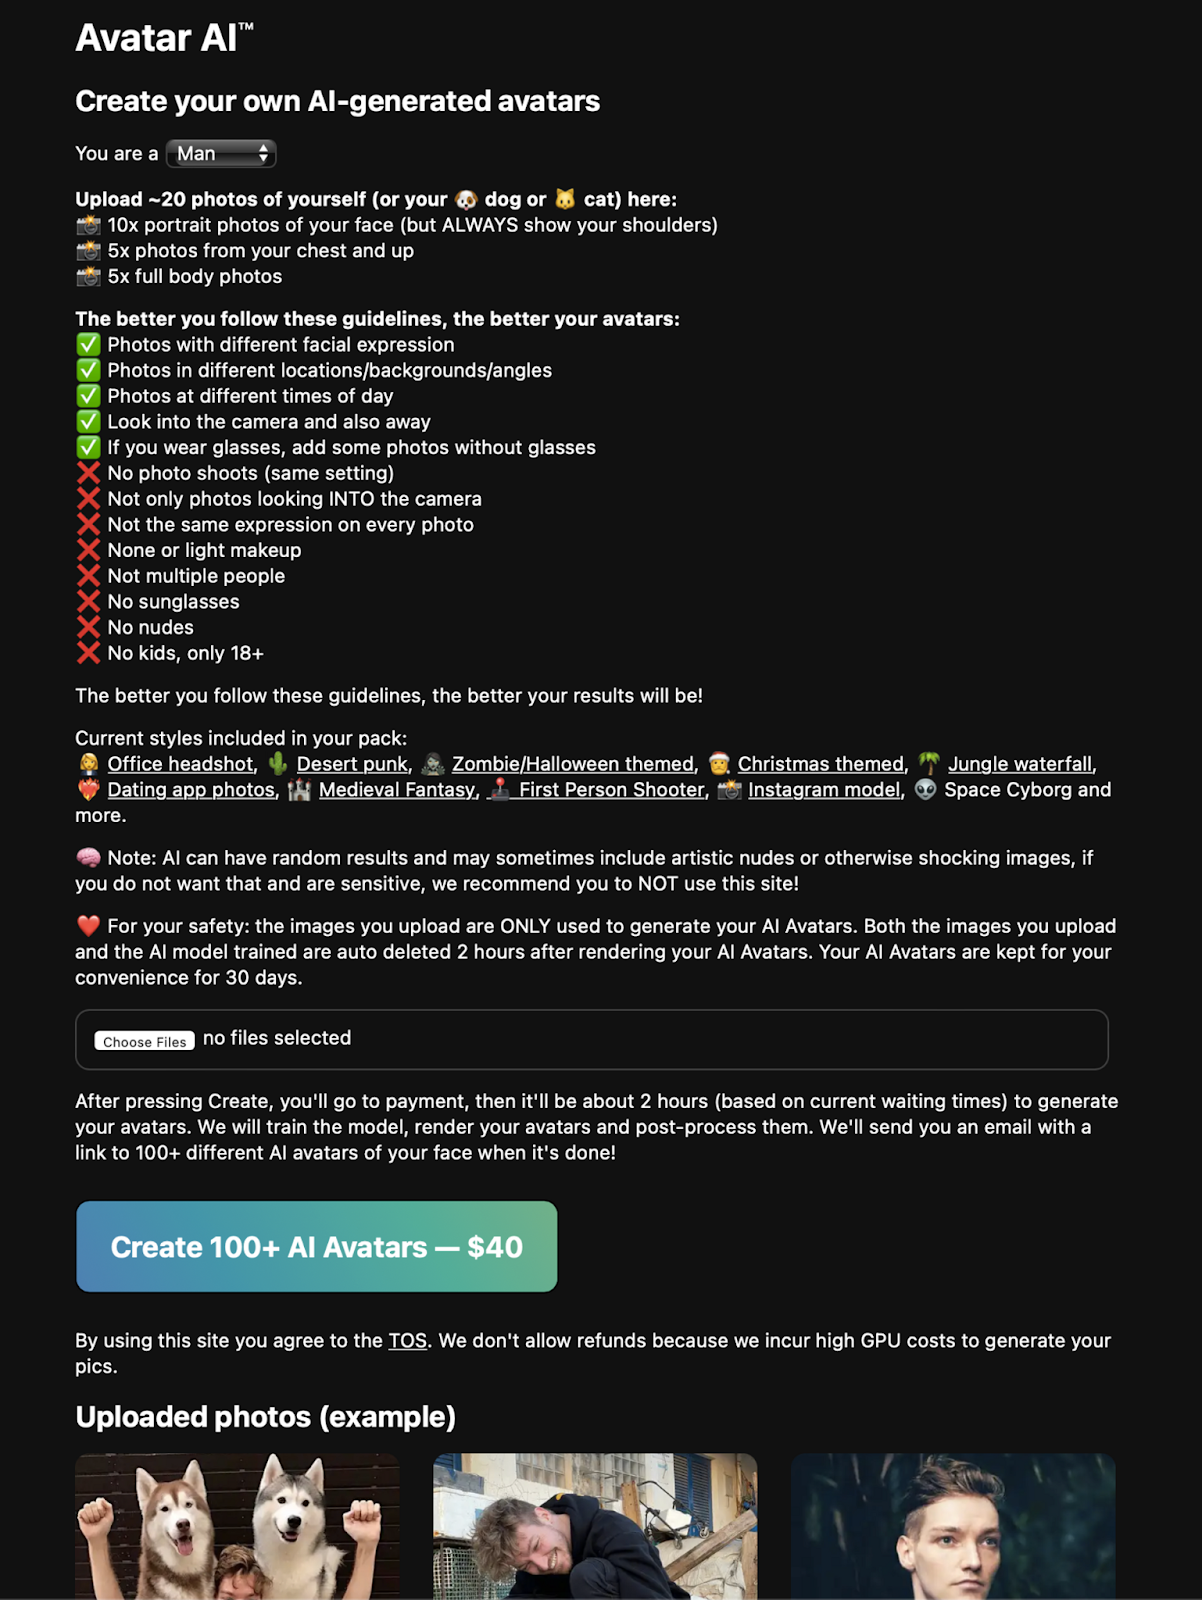 Avatar AI™
Create your own AI-generated avatars
You are a Man
Upload ~20 photos of yourself (or your 🐶 dog or 🐱 cat) here:
📸 10x portrait photos of your face (but ALWAYS show your shoulders)
📸 5x photos from your chest and up
📸 5x full body photos
The better you follow these guidelines, the better your avatars:
✅ Photos with different facial expression
✅ Photos in different locations/backgrounds/angles
✅ Photos at different times of day
✅ Look into the camera and also away
✅ If you wear glasses, add some photos without glasses
❌ No photo shoots (same setting)
❌ Not only photos looking INTO the camera
❌ Not the same expression on every photo
❌ None or light makeup
❌ Not multiple people
❌ No sunglasses
❌ No nudes
❌ No kids, only 18+
The better you follow these guidelines, the better your results will be!
Current styles included in your pack:
👩‍💼 Office headshot, 🌵 Desert punk, 🧟‍♀️ Zombie/Halloween themed, 🎅 Christmas themed, 🌴 Jungle waterfall,
❤️‍🔥 Dating app photos, 🏰 Medieval Fantasy, 🕹 First Person Shooter, 📸 Instagram model, 👽 Space Cyborg and
more.
🧠 Note: AI can have random results and may sometimes include artistic nudes or otherwise shocking images, if
you do not want that and are sensitive, we recommend you to NOT use this site!
❤️ For your safety: the images you upload are ONLY used to generate your AI Avatars. Both the images you upload
and the AI model trained are auto deleted 2 hours after rendering your AI Avatars. Your AI Avatars are kept for your
convenience for 30 days.
Choose Files no files selected
After pressing Create, you'll go to payment, then it'll be about 2 hours (based on current waiting times) to generate
your avatars. We will train the model, render your avatars and post-process them. We'll send you an email with a
link to 100+ different AI avatars of your face when it's done!
Create 100+ AI Avatars — $40
By using this site you agree to the TOS. We don't allow refunds because we incur high GPU costs to generate your
pics.
Uploaded photos (example)